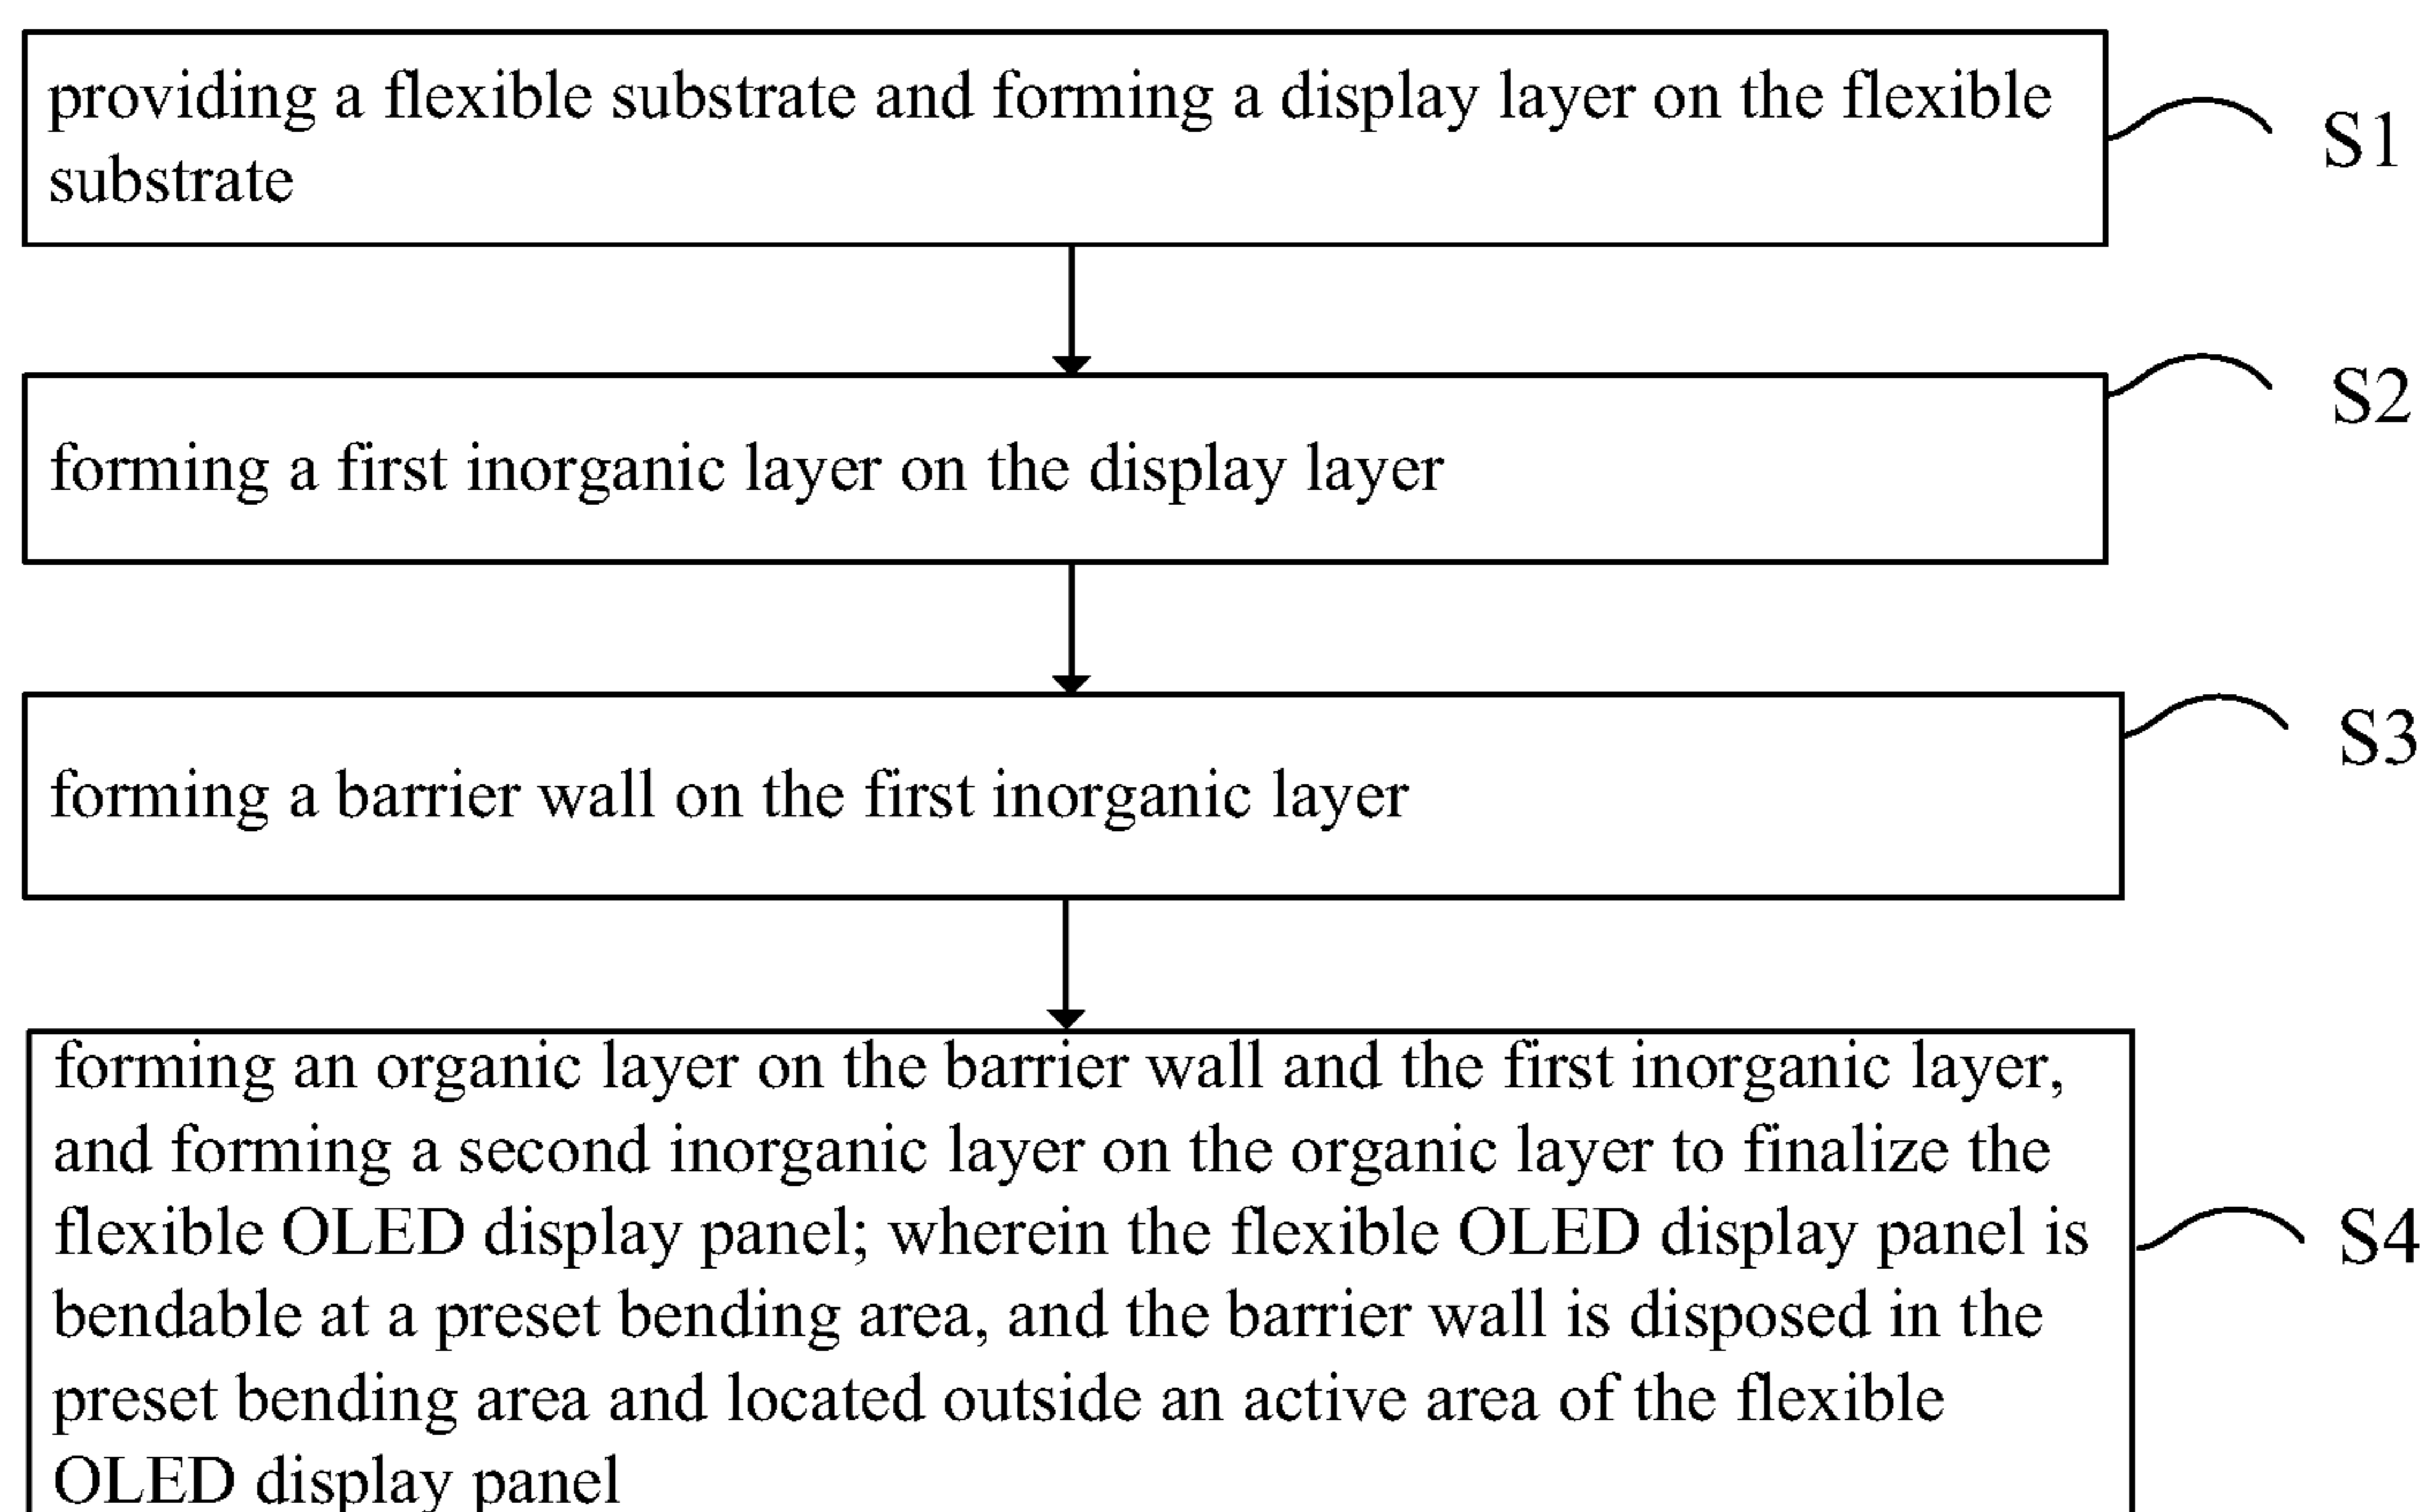 providing a flexible substrate and forming a display layer on the flexible
substrate
S1
forming a first inorganic layer on the display layer
S2
forming a barrier wall on the first inorganic layer
S3
forming an organic layer on the barrier wall and the first inorganic layer,
and forming a second inorganic layer on the organic layer to finalize the
flexible OLED display panel; wherein the flexible OLED display panel is
bendable at a preset bending area, and the barrier wall is disposed in the
preset bending area and located outside an active area of the flexible
OLED display panel
S4